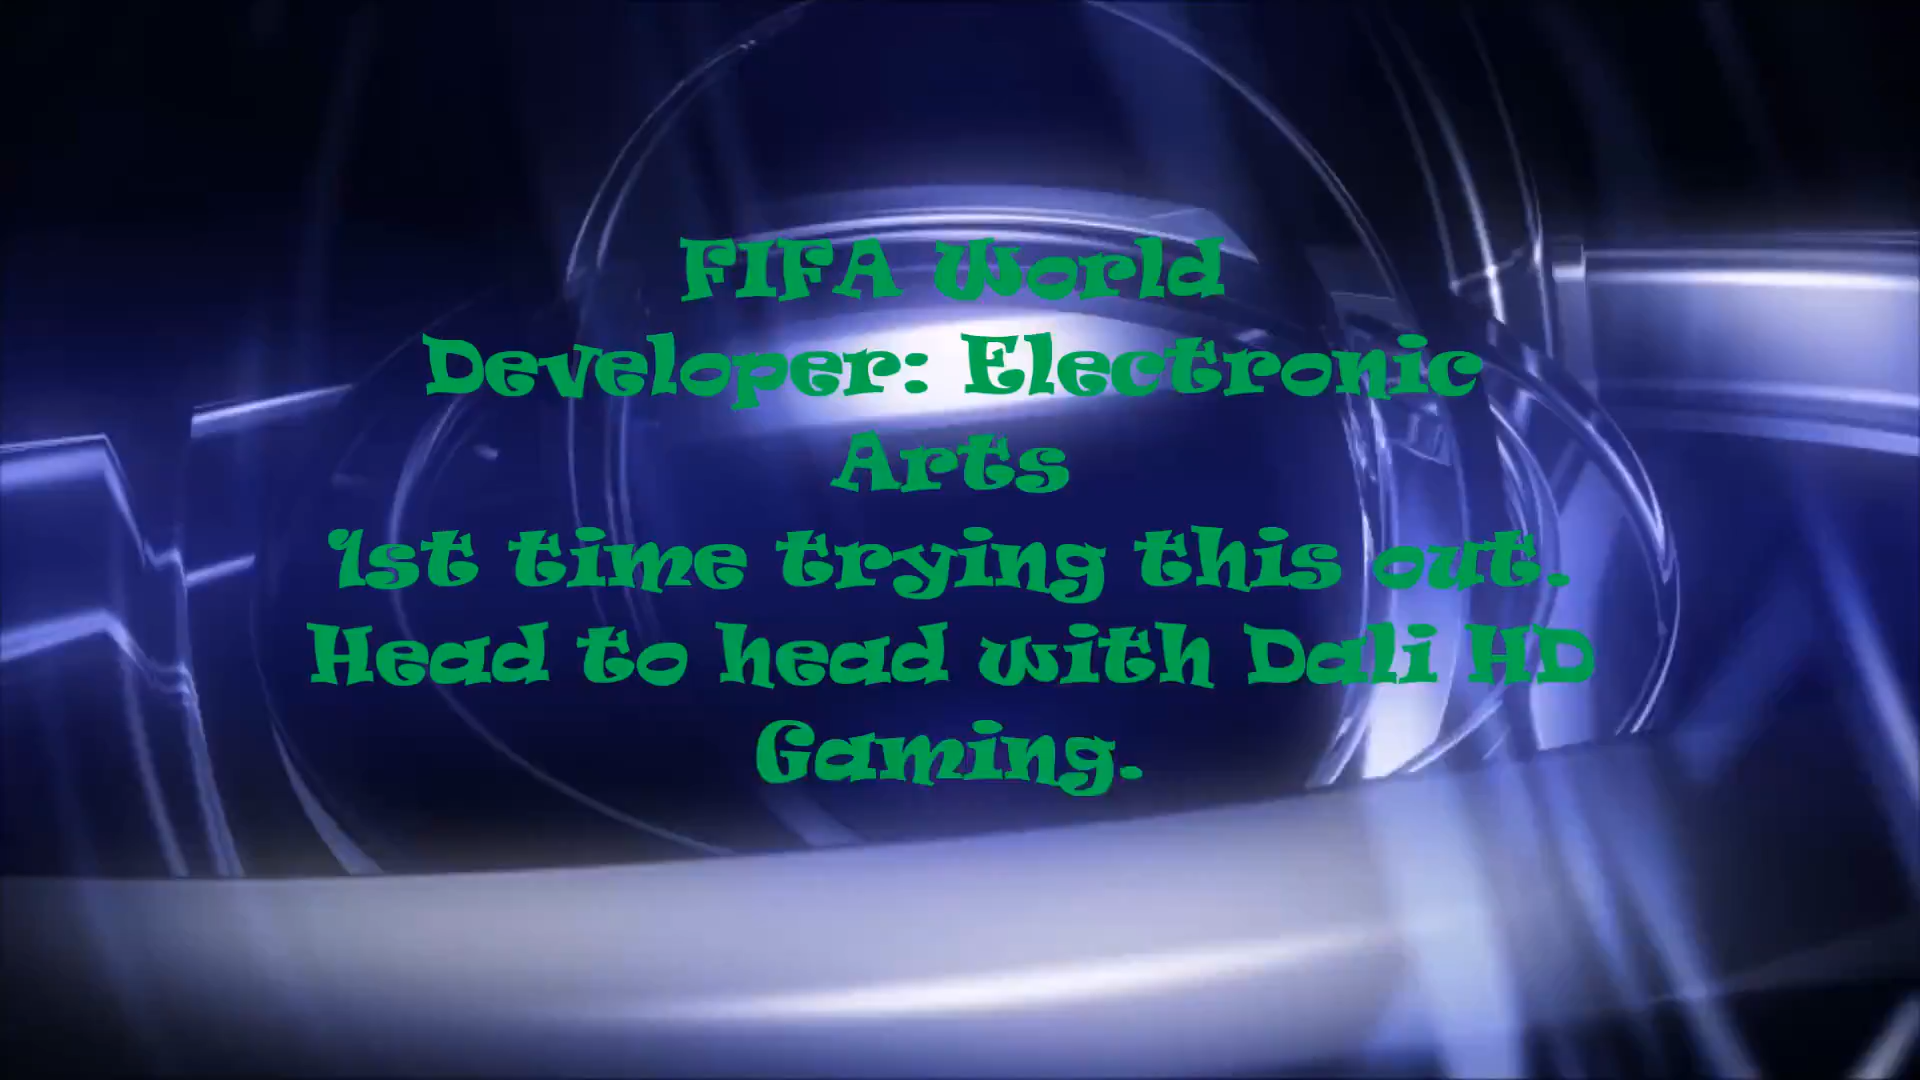 FIFA World
Developer: Electronic
Arts
1st time trying this out.
Head to head with Dali HD
Gaming.